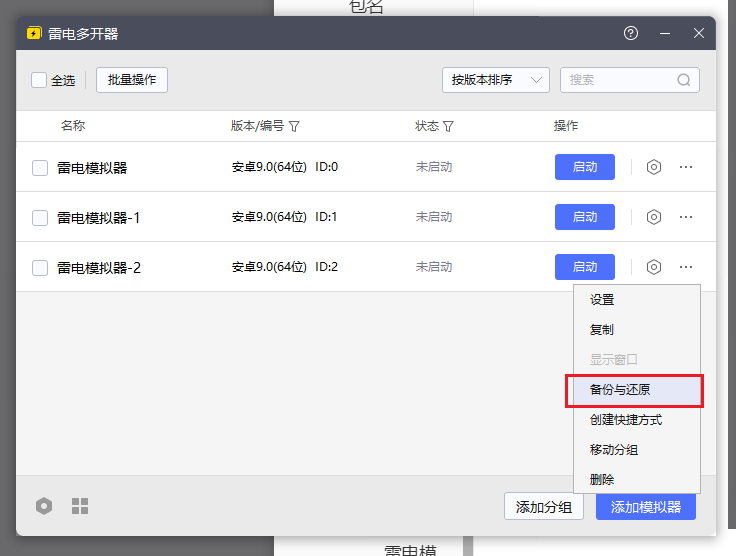 包名
雷电多开器
全选 批量操作 按版本排序 搜索
名称 版本/编号 状态 操作
雷电模拟器 安卓9.0(64位) ID:0 未启动 启动
雷电模拟器-1 安卓9.0(64位) ID:1 未启动 启动
雷电模拟器-2 安卓9.0(64位) ID:2 未启动 启动
设置
复制
显示窗口
备份与还原
创建快捷方式
移动分组
删除
添加分组 添加模拟器
雷电模